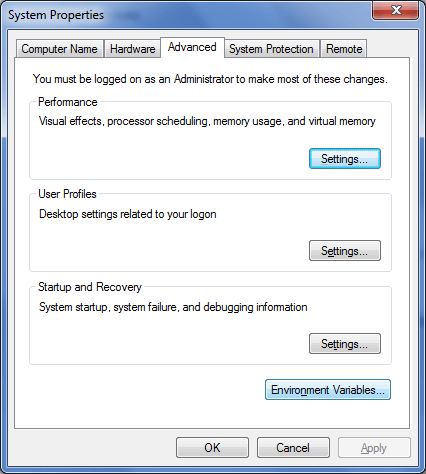 System Properties
Computer Name Hardware Advanced System Protection Remote
You must be logged on as an Administrator to make most of these changes.
Performance
Visual effects, processor scheduling, memory usage, and virtual memory
Settings...
User Profiles
Desktop settings related to your logon
Settings...
Startup and Recovery
System startup, system failure, and debugging information
Settings...
Environment Variables...
OK Cancel Apply